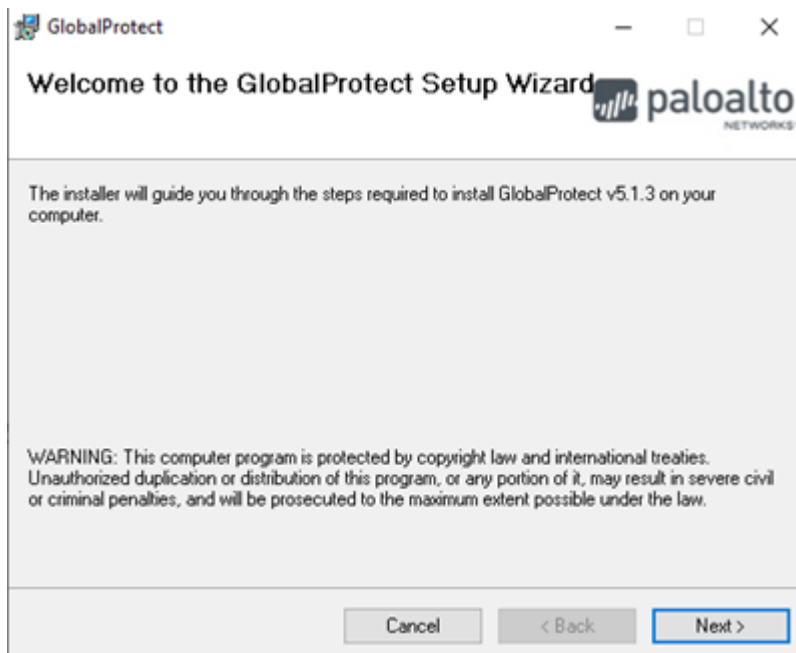 GlobalProtect
Welcome to the GlobalProtect Setup Wizard
paloalto
NETWORKS
The installer will guide you through the steps required to install GlobalProtect v5.1.3 on your
computer.
WARNING: This computer program is protected by copyright law and international treaties.
Unauthorized duplication or distribution of this program, or any portion of it, may result in severe civil
or criminal penalties, and will be prosecuted to the maximum extent possible under the law.
Cancel < Back Next >